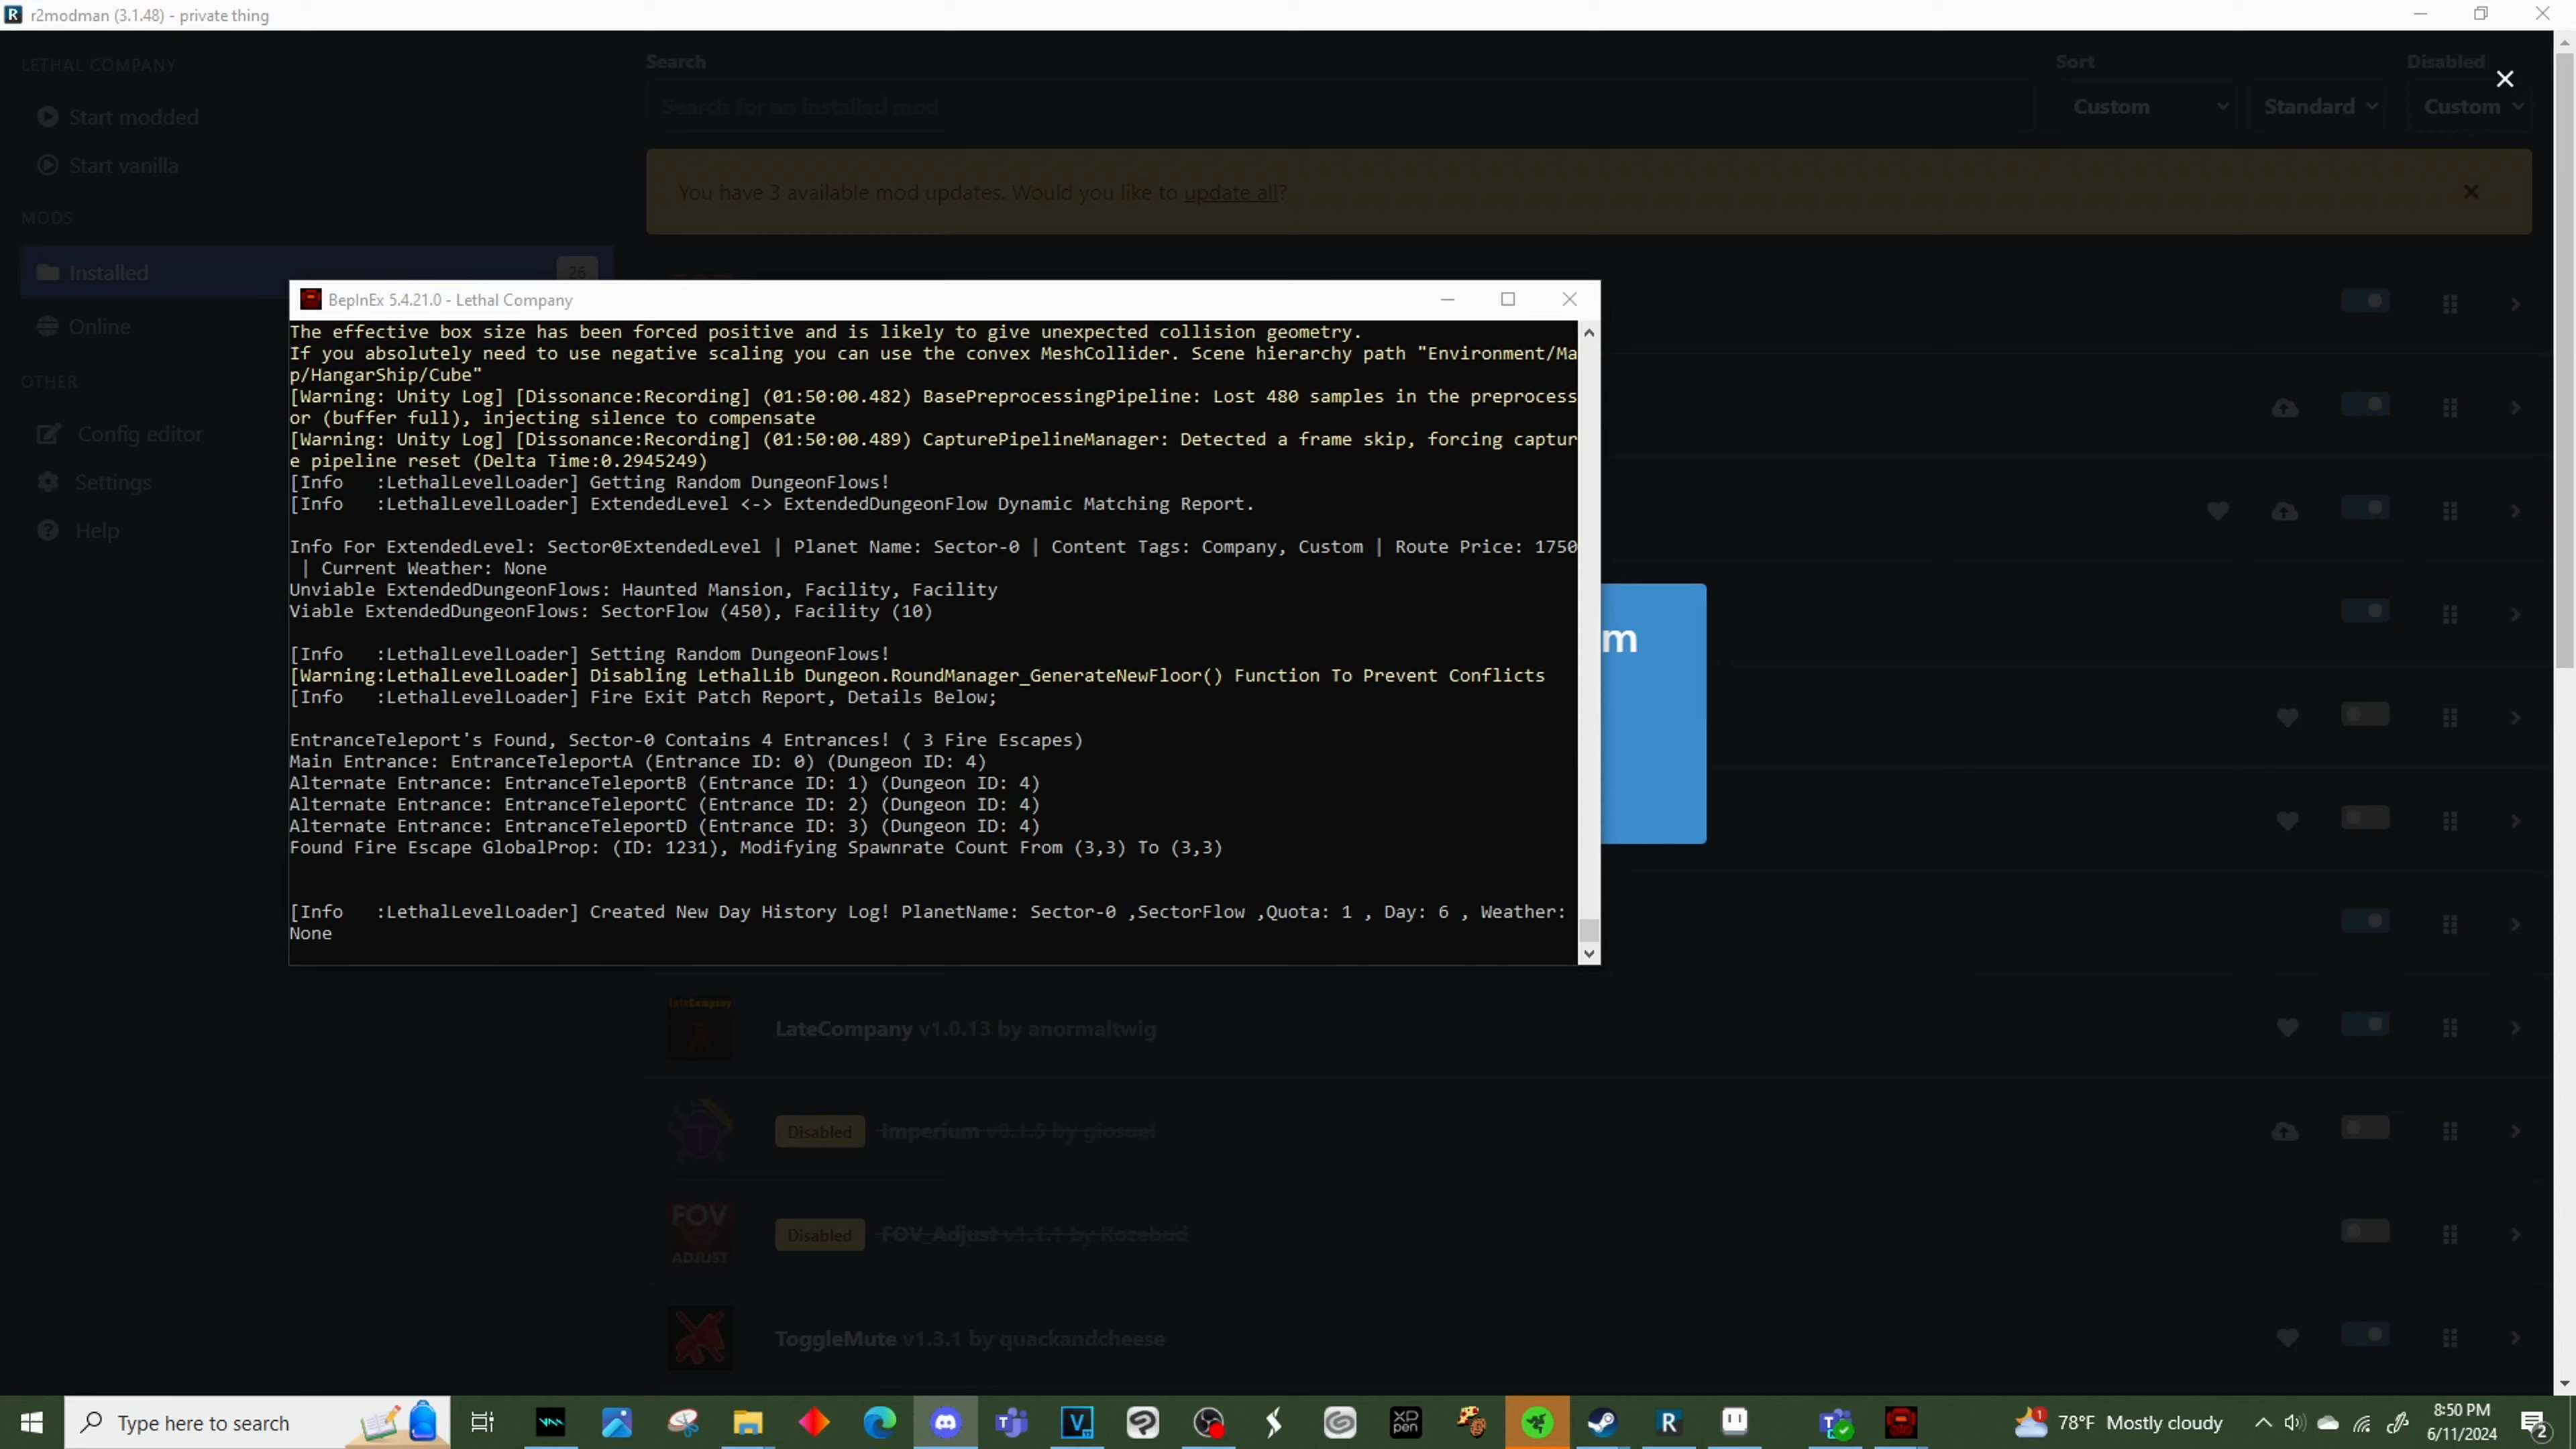 r2modman (3.1.48) - private thing
LETHAL COMPANY
Start modded
Start vanilla
MODS
Installed
26
Online
OTHER
Config editor
Settings
Help
Search
Search for an installed mod
Sort
Custom
Standard
Disabled
Custom
You have 3 available mod updates. Would you like to update all?
BepInEx 5.4.21.0 - Lethal Company
The effective box size has been forced positive and is likely to give unexpected collision geometry.
If you absolutely need to use negative scaling you can use the convex MeshCollider. Scene hierarchy path "Environment/Ma
p/HangarShip/Cube"
[Warning: Unity Log] [Dissonance:Recording] (01:50:00.482) BasePreprocessingPipeline: Lost 480 samples in the preprocess
or (buffer full), injecting silence to compensate
[Warning: Unity Log] [Dissonance:Recording] (01:50:00.489) CapturePipelineManager: Detected a frame skip, forcing captur
e pipeline reset (Delta Time:0.2945249)
[Info   :LethalLevelLoader] Getting Random DungeonFlows!
[Info   :LethalLevelLoader] ExtendedLevel <-> ExtendedDungeonFlow Dynamic Matching Report.
Info For ExtendedLevel: Sector0ExtendedLevel | Planet Name: Sector-0 | Content Tags: Company, Custom | Route Price: 1750
| Current Weather: None
Unviable ExtendedDungeonFlows: Haunted Mansion, Facility, Facility
Viable ExtendedDungeonFlows: SectorFlow (450), Facility (10)
[Info   :LethalLevelLoader] Setting Random DungeonFlows!
[Warning:LethalLevelLoader] Disabling LethalLib Dungeon.RoundManager_GenerateNewFloor() Function To Prevent Conflicts
[Info   :LethalLevelLoader] Fire Exit Patch Report, Details Below;
EntranceTeleport's Found, Sector-0 Contains 4 Entrances! ( 3 Fire Escapes)
Main Entrance: EntranceTeleportA (Entrance ID: 0) (Dungeon ID: 4)
Alternate Entrance: EntranceTeleportB (Entrance ID: 1) (Dungeon ID: 4)
Alternate Entrance: EntranceTeleportC (Entrance ID: 2) (Dungeon ID: 4)
Alternate Entrance: EntranceTeleportD (Entrance ID: 3) (Dungeon ID: 4)
Found Fire Escape GlobalProp: (ID: 1231), Modifying Spawnrate Count From (3,3) To (3,3)
[Info   :LethalLevelLoader] Created New Day History Log! PlanetName: Sector-0 ,SectorFlow ,Quota: 1 , Day: 6 , Weather:
None
m
LateCompany
LateCompany v1.0.13 by anormaltwig
Disabled Imperium v0.1.5 by giosuel
FOV
ADJUST
Disabled FOV_Adjust v1.1.1 by Rozebud
ToggleMute v1.3.1 by quackandcheese
Type here to search
XP
pen
78°F Mostly cloudy
8:50 PM
6/11/2024
2